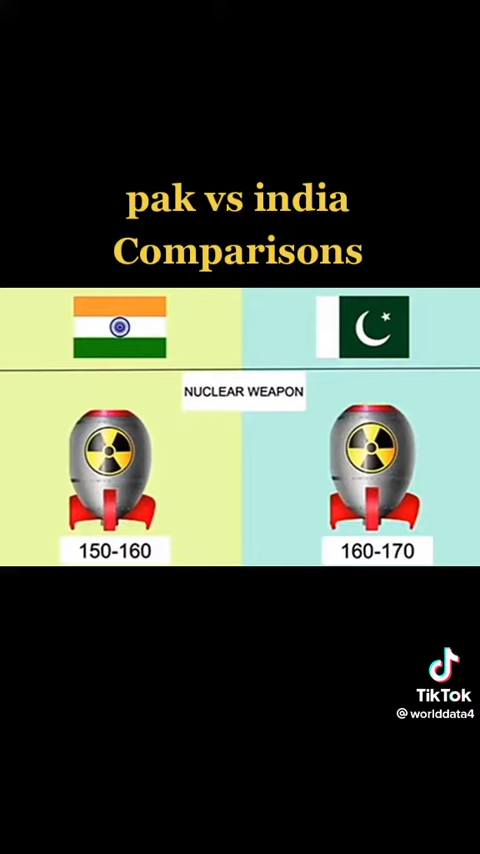 pak vs india
Comparisons
NUCLEAR WEAPON
150-160
160-170
TikTok
@worlddata4